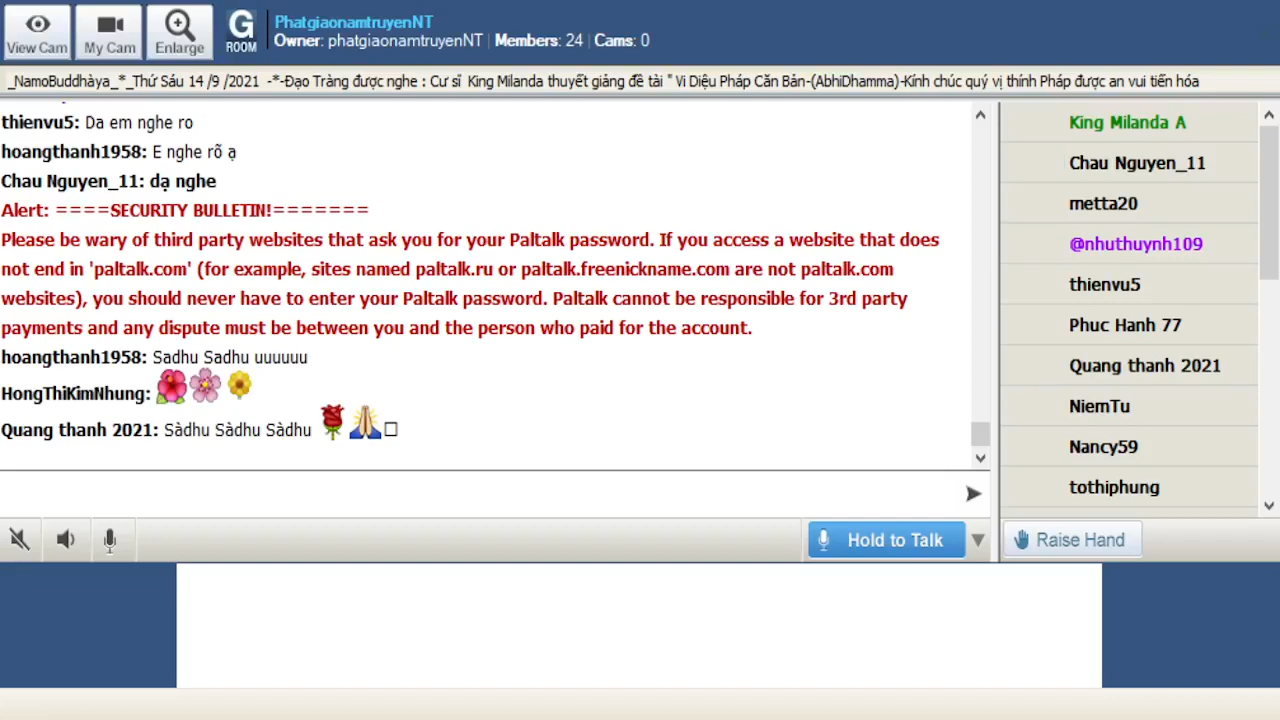 View Cam
My Cam
Enlarge
G
ROOM
PhatgiaonamtruyenNT
Owner: phatgiaonamtruyenNT | Members: 24 | Cams: 0
_NamoBuddhàya_*_Thứ Sáu 14 /9 /2021 -*-Đạo Tràng được nghe : Cư sĩ King Milanda thuyết giảng đề tài " Vi Diệu Pháp Căn Bản-(AbhiDhamma)-Kính chúc quý vị thính Pháp được an vui tiến hóa
thienvu5: Da em nghe ro
hoangthanh1958: E nghe rõ ạ
Chau Nguyen_11: dạ nghe
Alert: ====SECURITY BULLETIN!=======
Please be wary of third party websites that ask you for your Paltalk password. If you access a website that does
not end in 'paltalk.com' (for example, sites named paltalk.ru or paltalk.freenickname.com are not paltalk.com
websites), you should never have to enter your Paltalk password. Paltalk cannot be responsible for 3rd party
payments and any dispute must be between you and the person who paid for the account.
hoangthanh1958: Sadhu Sadhu uuuuuu
HongThiKimNhung:
Quang thanh 2021: Sàdhu Sàdhu Sàdhu
King Milanda A
Chau Nguyen_11
metta20
@nhuthuynh109
thienvu5
Phuc Hanh 77
Quang thanh 2021
NiemTu
Nancy59
tothiphung
Hold to Talk
Raise Hand